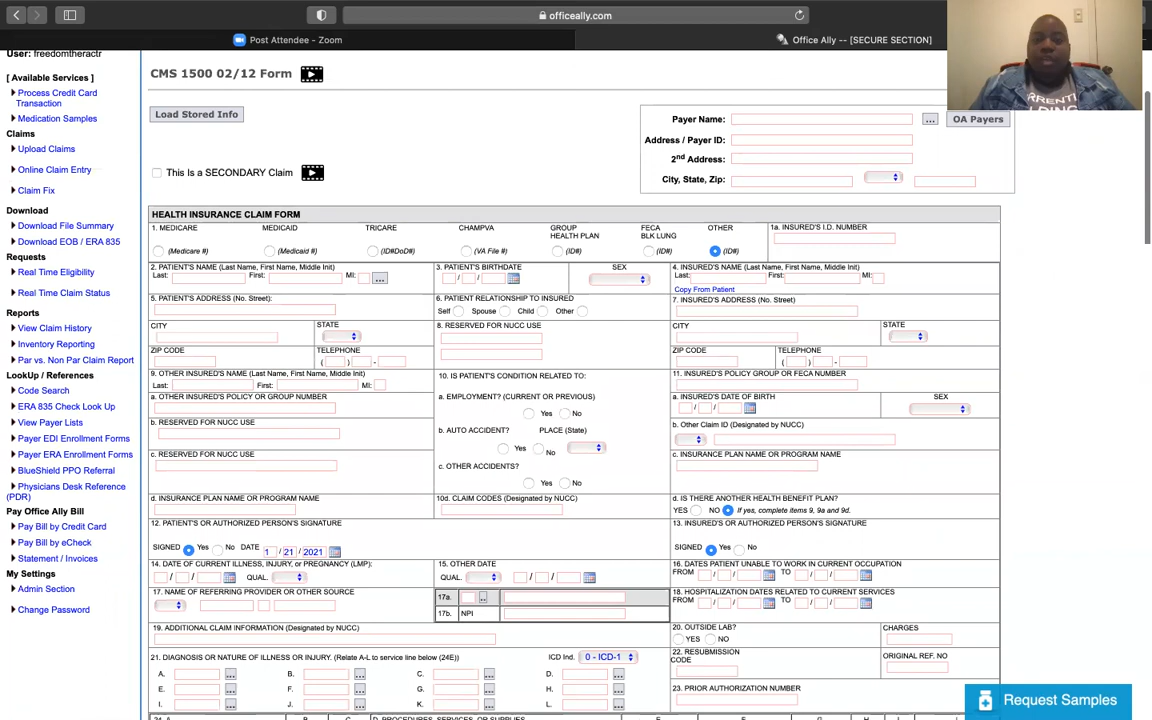 officeally.com
Post Attendee - Zoom
Office Ally -- [SECURE SECTION]
User: freedomtheractr
[ Available Services ]
Process Credit Card
Transaction
Medication Samples
Claims
Upload Claims
Online Claim Entry
Claim Fix
Download
Download File Summary
Download EOB / ERA 835
Requests
Real Time Eligibility
Real Time Claim Status
Reports
View Claim History
Inventory Reporting
Par vs. Non Par Claim Report
LookUp / References
Code Search
ERA 835 Check Look Up
View Payer Lists
Payer EDI Enrollment Forms
Payer ERA Enrollment Forms
BlueShield PPO Referral
Physicians Desk Reference
(PDR)
Pay Office Ally Bill
Pay Bill by Credit Card
Pay Bill by eCheck
Statement / Invoices
My Settings
Admin Section
Change Password
CMS 1500 02/12 Form
Load Stored Info
This Is a SECONDARY Claim
Payer Name: ... OA Payers
Address / Payer ID:
2nd Address:
City, State, Zip:
HEALTH INSURANCE CLAIM FORM
1. MEDICARE MEDICAID TRICARE CHAMPVA GROUP HEALTH PLAN FECA BLK LUNG OTHER 1a. INSURED'S I.D. NUMBER
(Medicare #) (Medicaid #) (ID#DoD#) (VA File #) (ID#) (ID#) (ID#)
2. PATIENT'S NAME (Last Name, First Name, Middle Init) 3. PATIENT'S BIRTHDATE SEX 4. INSURED'S NAME (Last Name, First Name, Middle Init)
Last: First: MI: ... / / Last: First: MI:
Copy From Patient
5. PATIENT'S ADDRESS (No. Street): 6. PATIENT RELATIONSHIP TO INSURED 7. INSURED'S ADDRESS (No. Street)
Self Spouse Child Other
CITY STATE 8. RESERVED FOR NUCC USE CITY STATE
ZIP CODE TELEPHONE ZIP CODE TELEPHONE
( ) - ( ) -
9. OTHER INSURED'S NAME (Last Name, First Name, Middle Init) 10. IS PATIENT'S CONDITION RELATED TO: 11. INSURED'S POLICY GROUP OR FECA NUMBER
Last: First: MI:
a. OTHER INSURED'S POLICY OR GROUP NUMBER a. EMPLOYMENT? (CURRENT OR PREVIOUS) a. INSURED'S DATE OF BIRTH SEX
Yes No / /
b. RESERVED FOR NUCC USE b. AUTO ACCIDENT? PLACE (State) b. Other Claim ID (Designated by NUCC)
Yes No
c. RESERVED FOR NUCC USE c. OTHER ACCIDENTS? c. INSURANCE PLAN NAME OR PROGRAM NAME
Yes No
d. INSURANCE PLAN NAME OR PROGRAM NAME 10d. CLAIM CODES (Designated by NUCC) d. IS THERE ANOTHER HEALTH BENEFIT PLAN?
YES NO If yes, complete items 9, 9a and 9d.
12. PATIENT'S OR AUTHORIZED PERSON'S SIGNATURE 13. INSURED'S OR AUTHORIZED PERSON'S SIGNATURE
SIGNED Yes No DATE 1 / 21 / 2021 SIGNED Yes No
14. DATE OF CURRENT ILLNESS, INJURY, or PREGNANCY (LMP): 15. OTHER DATE 16. DATES PATIENT UNABLE TO WORK IN CURRENT OCCUPATION
/ / QUAL. QUAL. / / FROM / / TO / /
17. NAME OF REFERRING PROVIDER OR OTHER SOURCE 17a. 18. HOSPITALIZATION DATES RELATED TO CURRENT SERVICES
17b. NPI FROM / / TO / /
19. ADDITIONAL CLAIM INFORMATION (Designated by NUCC) 20. OUTSIDE LAB? CHARGES
YES NO
21. DIAGNOSIS OR NATURE OF ILLNESS OR INJURY. (Relate A-L to service line below (24E)) ICD Ind. 0 - ICD-1 22. RESUBMISSION CODE ORIGINAL REF. NO
A. ... B. ... C. ... D. ...
E. ... F. ... G. ... H. ...
I. ... J. ... K. ... L. ...
23. PRIOR AUTHORIZATION NUMBER
Request Samples